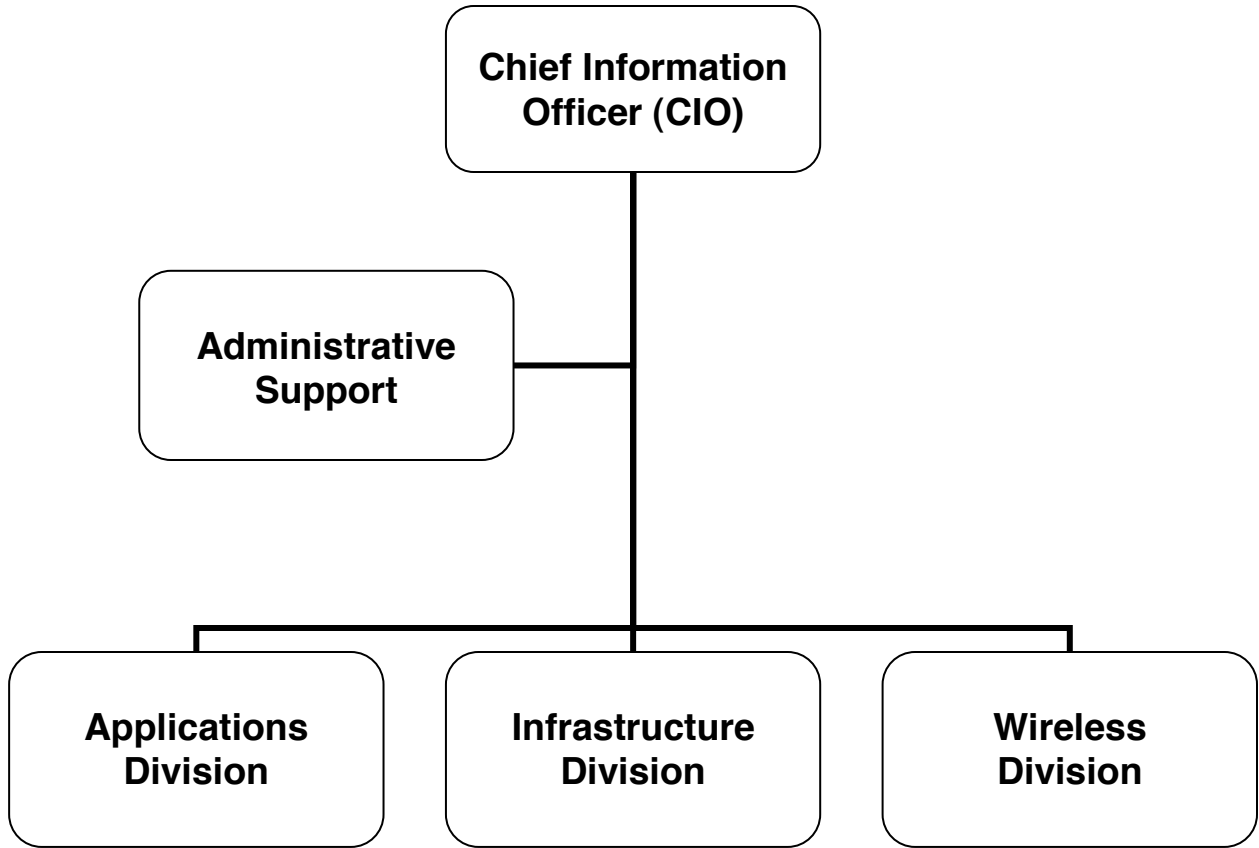 Chief Information
Officer (CIO)
Administrative
Support
Applications
Division
Infrastructure
Division
Wireless
Division